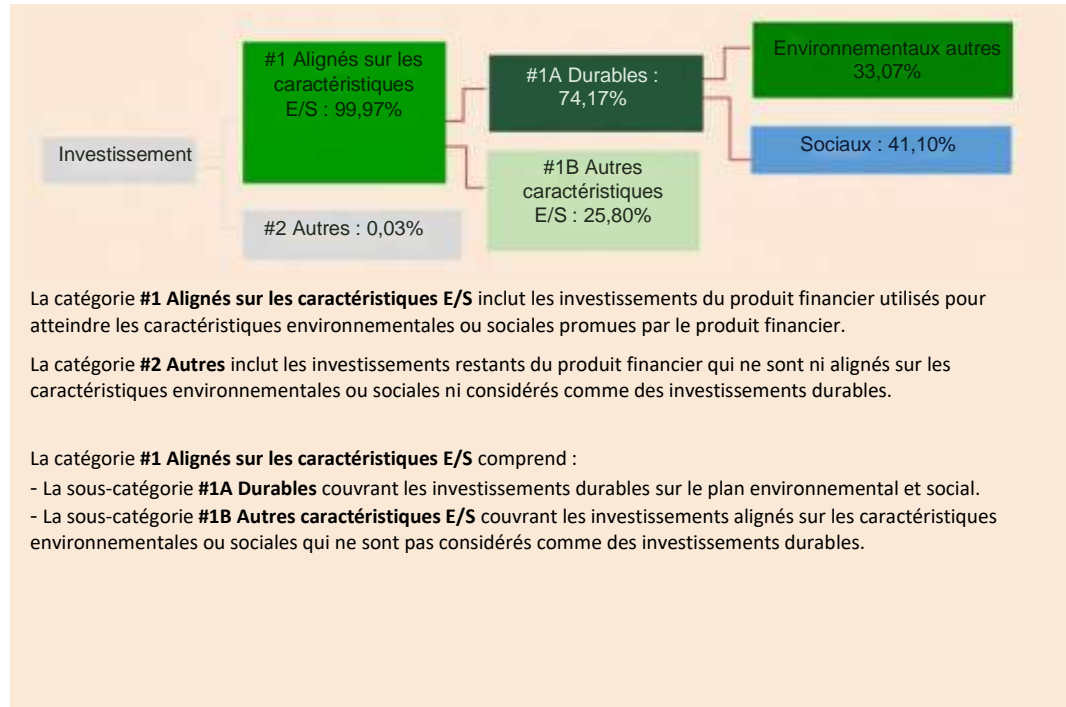 #1 Alignés sur les
caractéristiques
E/S : 99,97%
#1A Durables :
74,17%
Environnementaux autres
33,07%
Sociaux : 41,10%
Investissement
#1B Autres
caractéristiques
E/S : 25,80%
#2 Autres : 0,03%
La catégorie #1 Alignés sur les caractéristiques E/S inclut les investissements du produit financier utilisés pour
atteindre les caractéristiques environnementales ou sociales promues par le produit financier.
La catégorie #2 Autres inclut les investissements restants du produit financier qui ne sont ni alignés sur les
caractéristiques environnementales ou sociales ni considérés comme des investissements durables.
La catégorie #1 Alignés sur les caractéristiques E/S comprend :
- La sous-catégorie #1A Durables couvrant les investissements durables sur le plan environnemental et social.
- La sous-catégorie #1B Autres caractéristiques E/S couvrant les investissements alignés sur les caractéristiques
environnementales ou sociales qui ne sont pas considérés comme des investissements durables.